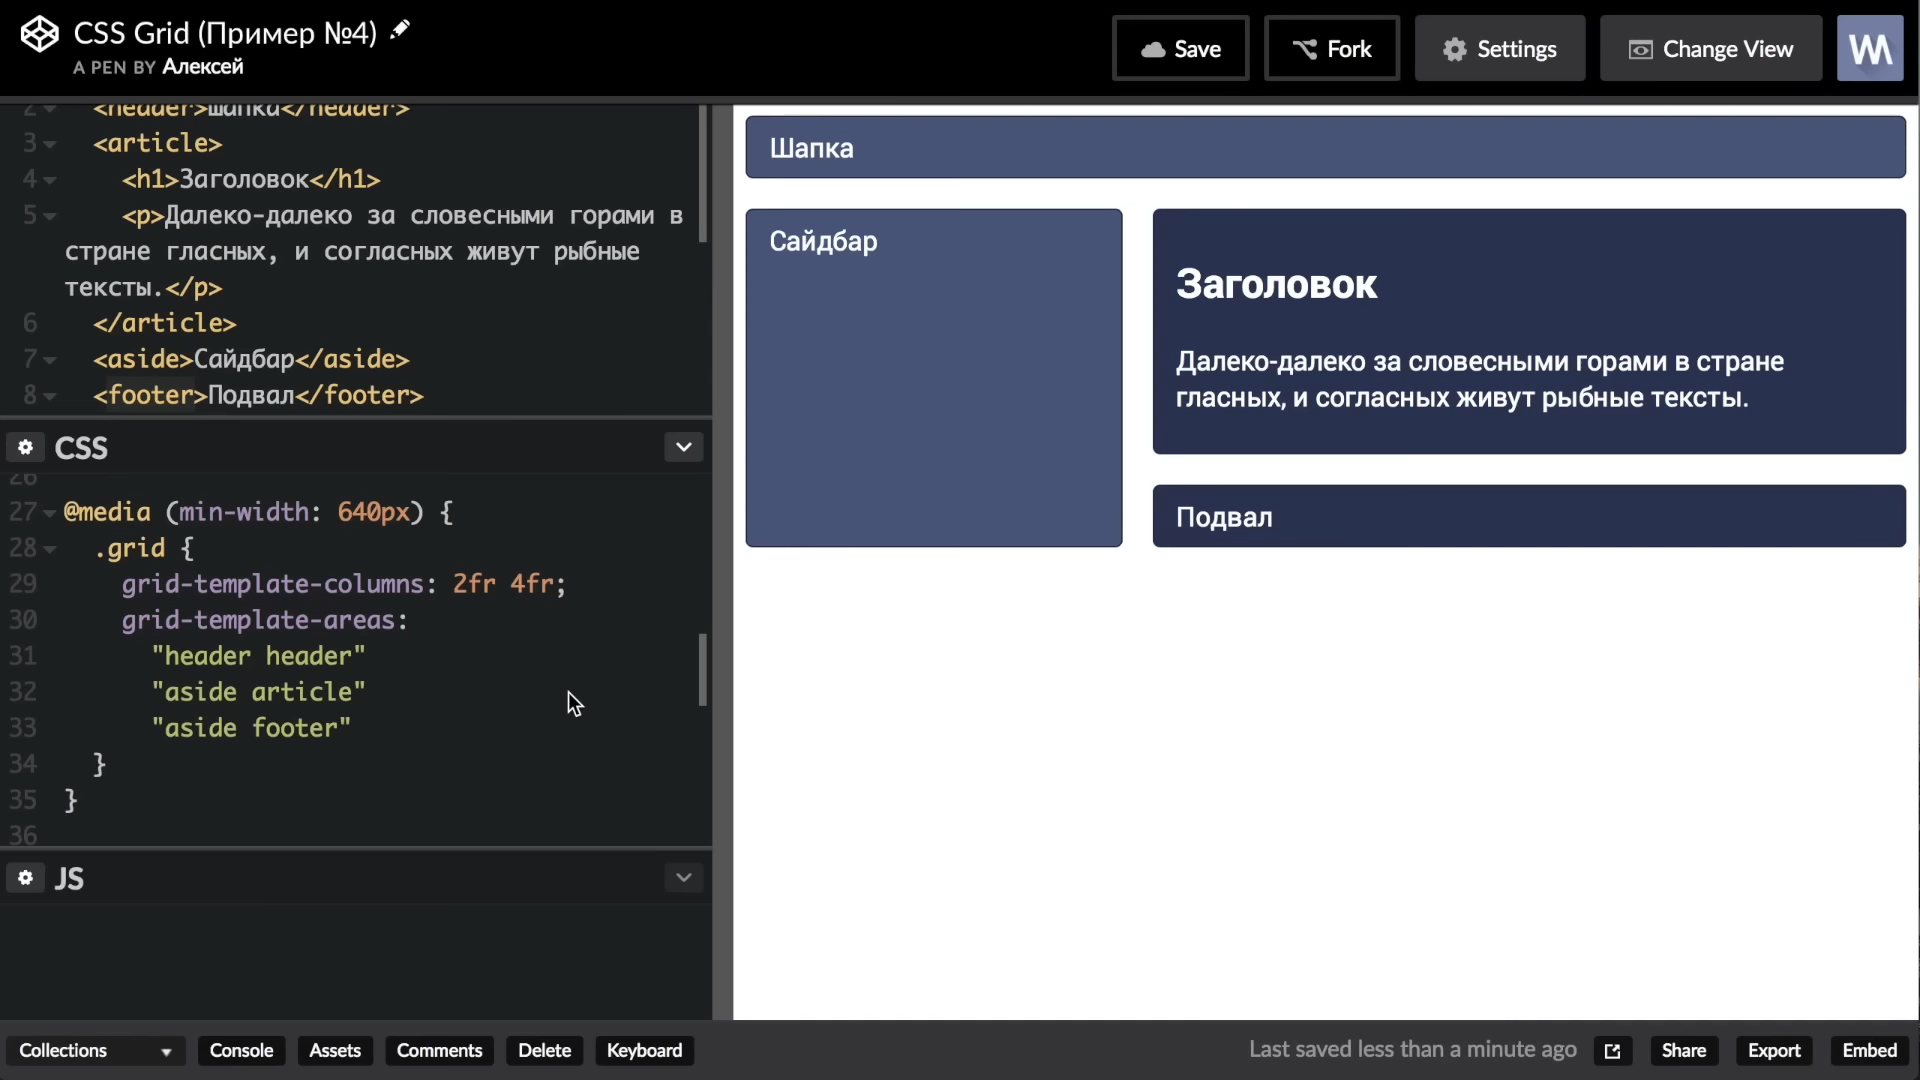 CSS Grid (Пример №4)
A PEN BY Алексей
Save
Fork
Settings
Change View
2 <header>Шапка</header>
3 <article>
4 <h1>Заголовок</h1>
5 <p>Далеко-далеко за словесными горами в
стране гласных, и согласных живут рыбные
тексты.</p>
6 </article>
7 <aside>Сайдбар</aside>
8 <footer>Подвал</footer>
CSS
26
27 @media (min-width: 640px) {
28 .grid {
29 grid-template-columns: 2fr 4fr;
30 grid-template-areas:
31 "header header"
32 "aside article"
33 "aside footer"
34 }
35 }
36
JS
Шапка
Сайдбар
Заголовок
Далеко-далеко за словесными горами в стране
гласных, и согласных живут рыбные тексты.
Подвал
Collections
Console
Assets
Comments
Delete
Keyboard
Last saved less than a minute ago
Share
Export
Embed